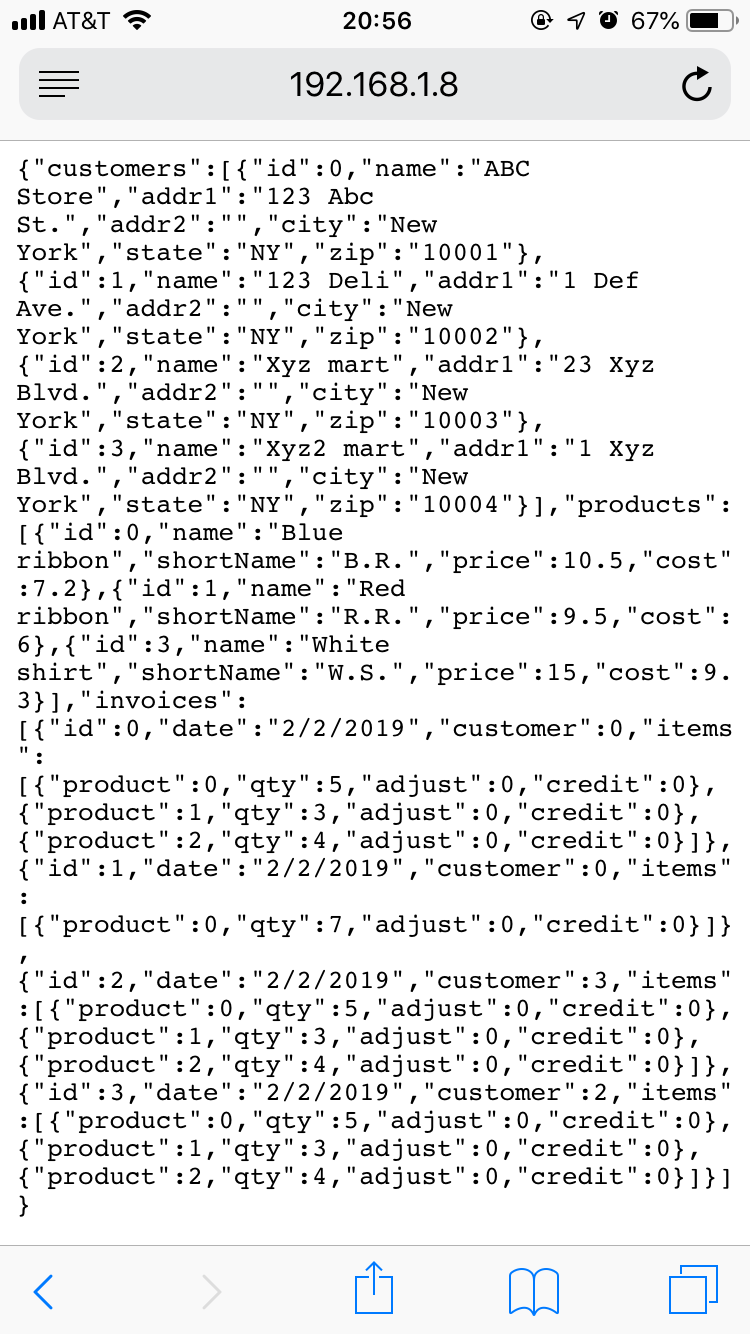 AT&T 20:56 67%
192.168.1.8
{"customers":[{"id":0,"name":"ABC
Store","addr1":"123 Abc
St.","addr2":"","city":"New
York","state":"NY","zip":"10001"},
{"id":1,"name":"123 Deli","addr1":"1 Def
Ave.","addr2":"","city":"New
York","state":"NY","zip":"10002"},
{"id":2,"name":"Xyz mart","addr1":"23 Xyz
Blvd.","addr2":"","city":"New
York","state":"NY","zip":"10003"},
{"id":3,"name":"Xyz2 mart","addr1":"1 Xyz
Blvd.","addr2":"","city":"New
York","state":"NY","zip":"10004"}],"products":
[{"id":0,"name":"Blue
ribbon","shortName":"B.R.","price":10.5,"cost"
:7.2},{"id":1,"name":"Red
ribbon","shortName":"R.R.","price":9.5,"cost":
6},{"id":3,"name":"White
shirt","shortName":"W.S.","price":15,"cost":9.
3}],"invoices":
[{"id":0,"date":"2/2/2019","customer":0,"items
":
[{"product":0,"qty":5,"adjust":0,"credit":0},
{"product":1,"qty":3,"adjust":0,"credit":0},
{"product":2,"qty":4,"adjust":0,"credit":0}]},
{"id":1,"date":"2/2/2019","customer":0,"items"
:
[{"product":0,"qty":7,"adjust":0,"credit":0}]}
,
{"id":2,"date":"2/2/2019","customer":3,"items"
:[{"product":0,"qty":5,"adjust":0,"credit":0},
{"product":1,"qty":3,"adjust":0,"credit":0},
{"product":2,"qty":4,"adjust":0,"credit":0}]},
{"id":3,"date":"2/2/2019","customer":2,"items"
:[{"product":0,"qty":5,"adjust":0,"credit":0},
{"product":1,"qty":3,"adjust":0,"credit":0},
{"product":2,"qty":4,"adjust":0,"credit":0}]}]
}